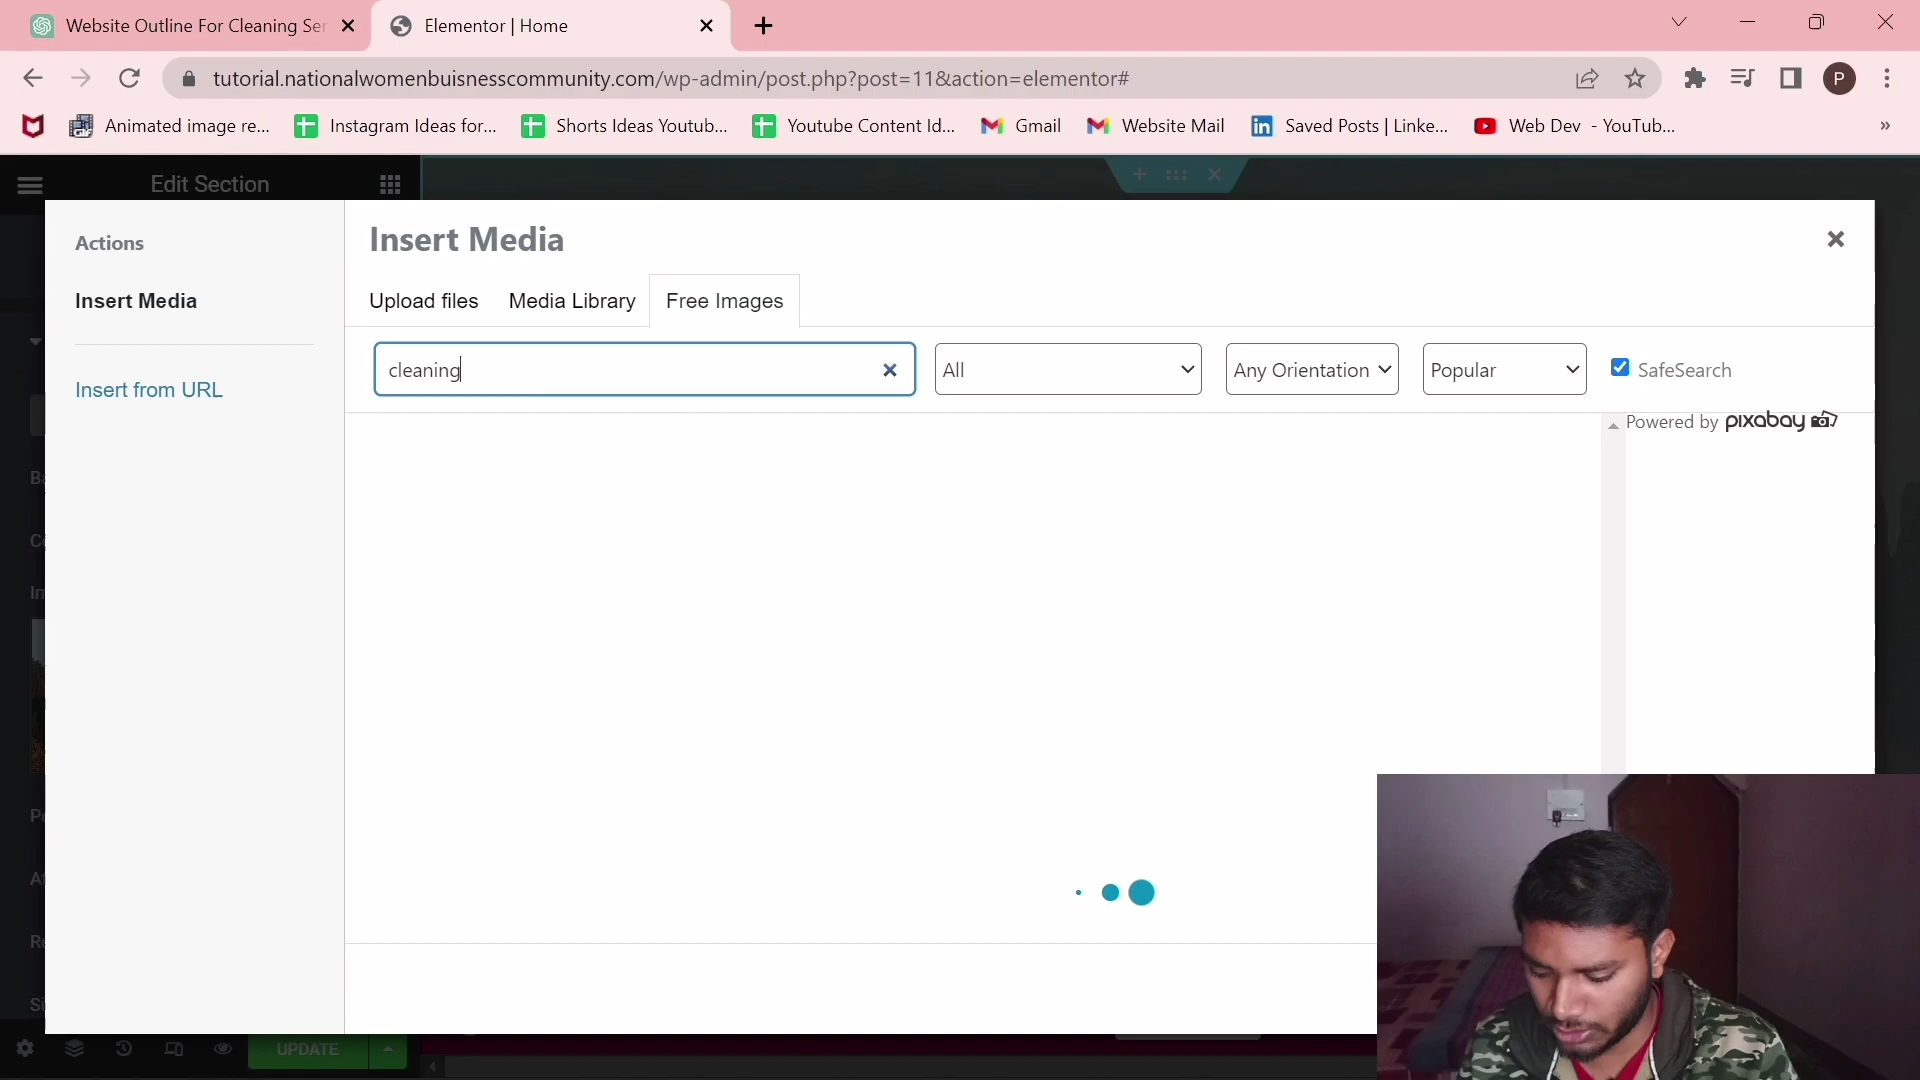 Website Outline For Cleaning Ser
Elementor | Home
tutorial.nationalwomenbuisnesscommunity.com/wp-admin/post.php?post=11&action=elementor#
P
Animated image re...
Instagram Ideas for...
Shorts Ideas Youtub...
Youtube Content Id...
Gmail
Website Mail
Saved Posts | Linke...
Web Dev - YouTub...
»
Edit Section
Actions
Insert Media
Insert from URL
Insert Media
Upload files
Media Library
Free Images
cleaning
All
Any Orientation
Popular
SafeSearch
Powered by pixabay
UPDATE